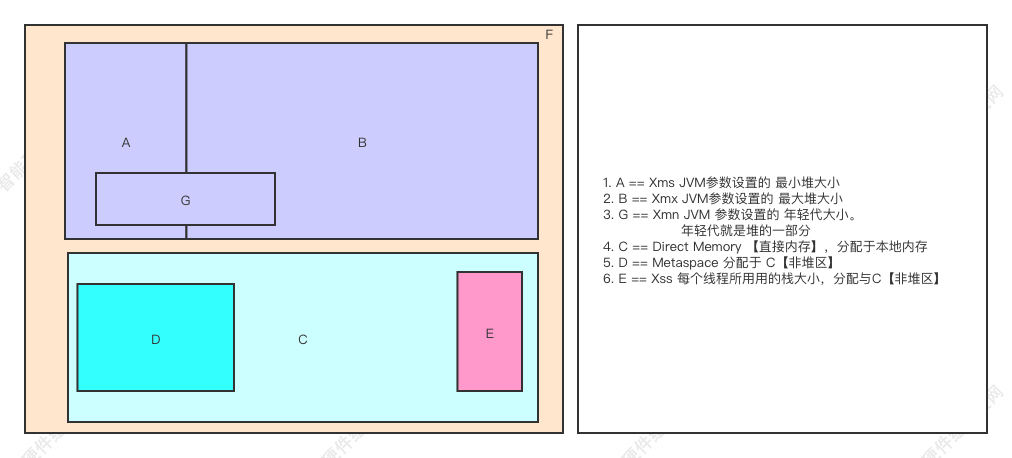 F
A
B
G
D
C
E
1. A == Xms JVM参数设置的 最小堆大小
2. B == Xmx JVM参数设置的 最大堆大小
3. G == Xmn JVM 参数设置的 年轻代大小。
年轻代就是堆的一部分
4. C == Direct Memory 【直接内存】，分配于本地内存
5. D == Metaspace 分配于 C【非堆区】
6. E == Xss 每个线程所用用的栈大小，分配与C【非堆区】